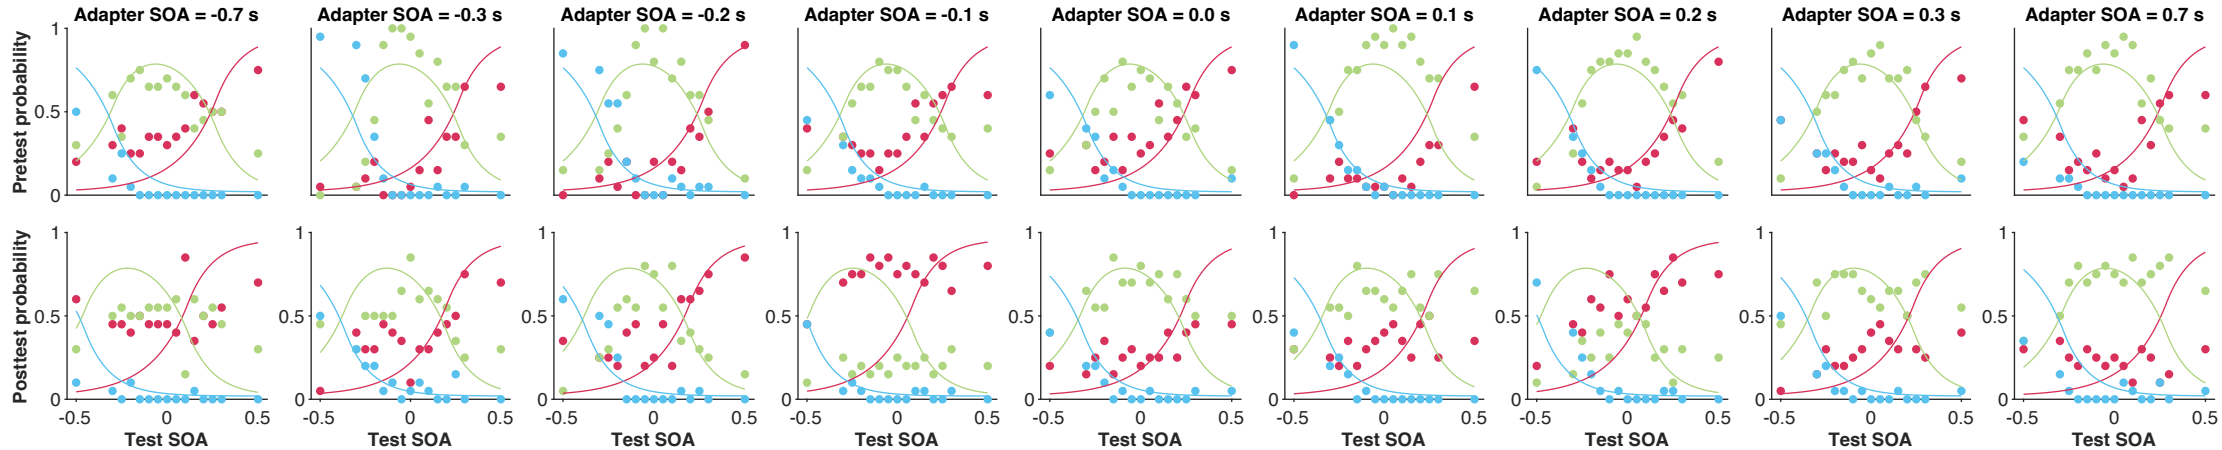 Adapter SOA = -0.7 s Adapter SOA = -0.3 s Adapter SOA = -0.2 s Adapter SOA = -0.1 s Adapter SOA = 0.0 s Adapter SOA = 0.1 s Adapter SOA = 0.2 s Adapter SOA = 0.3 s Adapter SOA = 0.7 s
Pretest probability
1
0.5
0
Posttest probability
1 1 1 1 1 1 1 1 1
0.5 0.5 0.5 0.5 0.5 0.5 0.5 0.5 0.5
0 0 0 0 0 0 0 0 0
-0.5 0 0.5 -0.5 0 0.5 -0.5 0 0.5 -0.5 0 0.5 -0.5 0 0.5 -0.5 0 0.5 -0.5 0 0.5 -0.5 0 0.5 -0.5 0 0.5
Test SOA Test SOA Test SOA Test SOA Test SOA Test SOA Test SOA Test SOA Test SOA